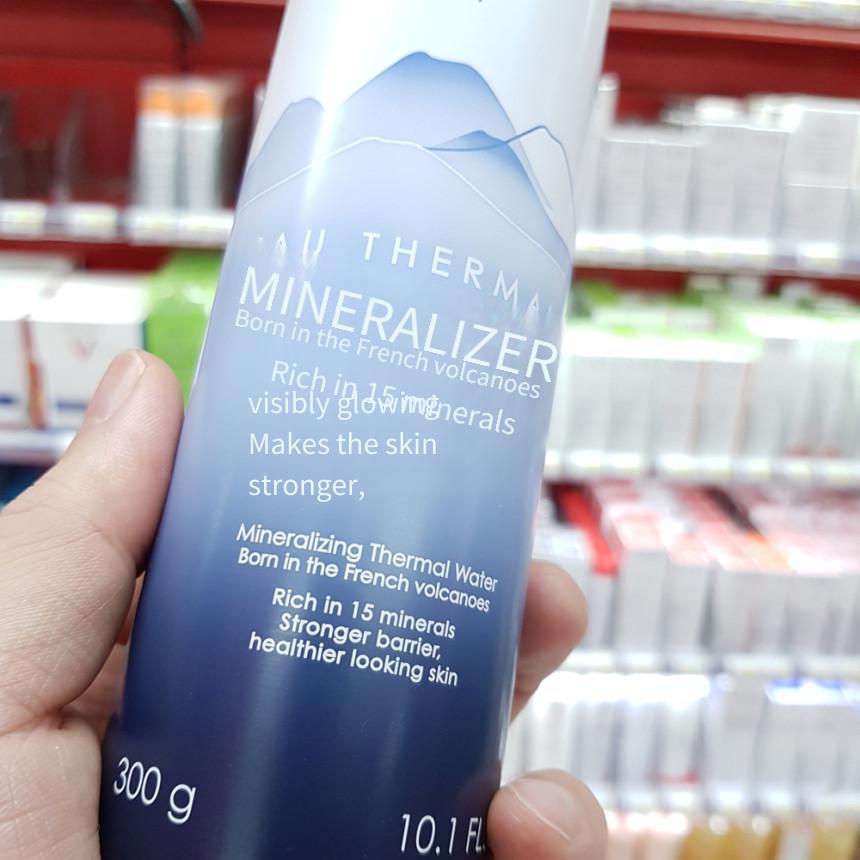 AU THERMA
MINERALIZER
Born in the French volcanoes
Rich in 15 minerals
visibly glowing
Makes the skin
stronger,
Mineralizing Thermal Water
Born in the French volcanoes
Rich in 15 minerals
Stronger barrier,
healthier looking skin
300 g
10.1 FL.